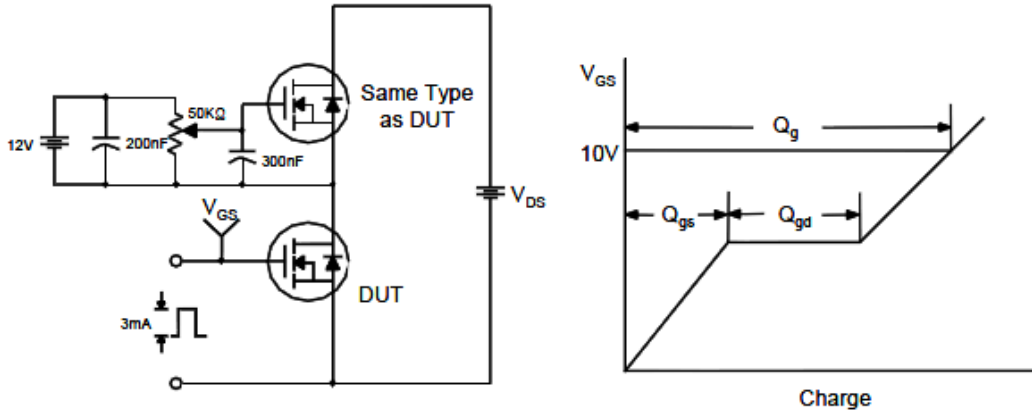 Same Type
as DUT
50KΩ
12V
200nF
300nF
VDS
VGS
DUT
3mA
VGS
Qg
10V
Qgs
Qgd
Charge